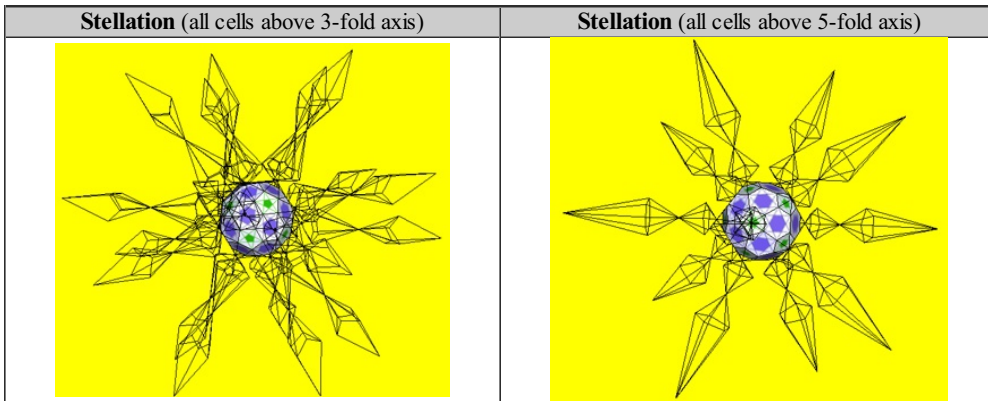 Stellation (all cells above 3-fold axis)
Stellation (all cells above 5-fold axis)